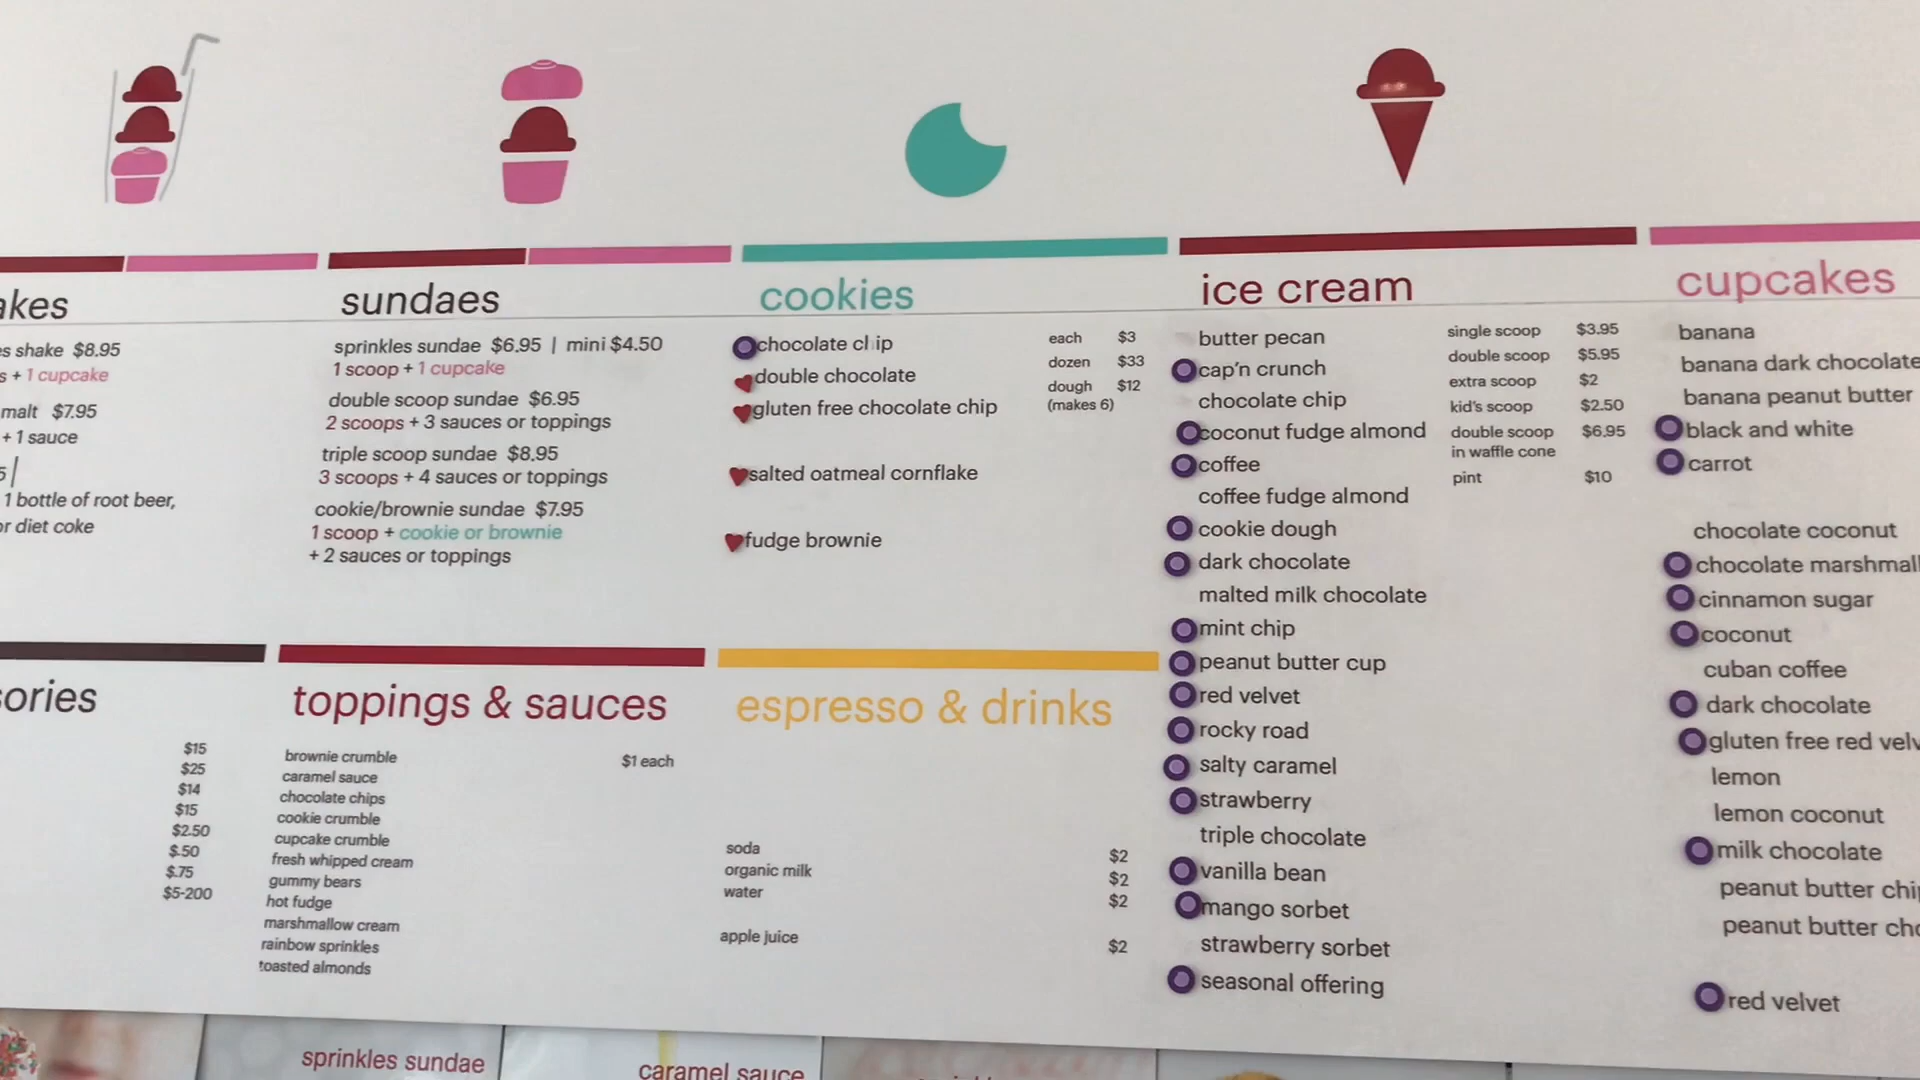 akes
es shake $8.95
s + 1 cupcake
malt $7.95
+ 1 sauce
5 |
1 bottle of root beer,
or diet coke
sundaes
sprinkles sundae $6.95 | mini $4.50
1 scoop + 1 cupcake
double scoop sundae $6.95
2 scoops + 3 sauces or toppings
triple scoop sundae $8.95
3 scoops + 4 sauces or toppings
cookie/brownie sundae $7.95
1 scoop + cookie or brownie
+ 2 sauces or toppings
cookies
chocolate chip
double chocolate
gluten free chocolate chip
salted oatmeal cornflake
fudge brownie
each $3
dozen $33
dough $12
(makes 6)
ice cream
butter pecan
cap'n crunch
chocolate chip
coconut fudge almond
coffee
coffee fudge almond
cookie dough
dark chocolate
malted milk chocolate
mint chip
peanut butter cup
red velvet
rocky road
salty caramel
strawberry
triple chocolate
vanilla bean
mango sorbet
strawberry sorbet
seasonal offering
single scoop $3.95
double scoop $5.95
extra scoop $2
kid's scoop $2.50
double scoop $6.95
in waffle cone
pint $10
cupcakes
banana
banana dark chocolate
banana peanut butter
black and white
carrot
chocolate coconut
chocolate marshmall
cinnamon sugar
coconut
cuban coffee
dark chocolate
gluten free red velv
lemon
lemon coconut
milk chocolate
peanut butter chi
peanut butter cho
red velvet
sories
$15
$25
$14
$15
$2.50
$.50
$.75
$5-200
toppings & sauces
brownie crumble $1 each
caramel sauce
chocolate chips
cookie crumble
cupcake crumble
fresh whipped cream
gummy bears
hot fudge
marshmallow cream
rainbow sprinkles
toasted almonds
espresso & drinks
soda $2
organic milk $2
water $2
apple juice $2
sprinkles sundae
caramel sauce